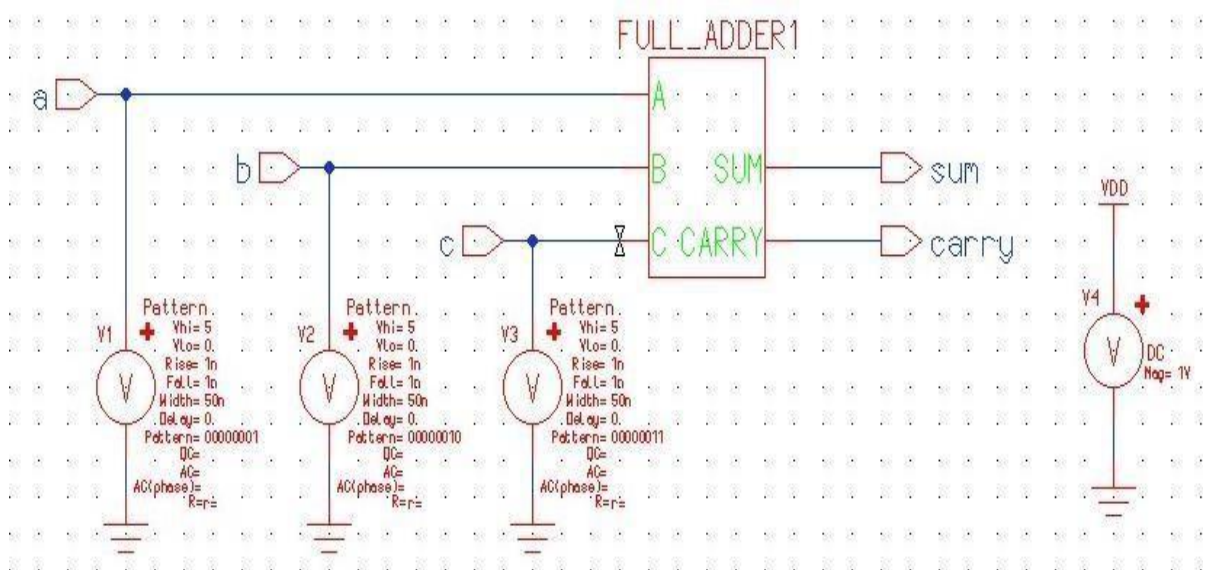 FULL_ADDER1
a
A
b
B SUM
sum
VDD
c
C CARRY
carry
V1
Pattern.
Vhi= 5
VLo= 0.
Rise= 1n
Fall= 1n
Width= 50n
Delay= 0.
Pattern= 00000001
DC=
AC=
AC(phase)=
R=r=
V
V2
Pattern.
Vhi= 5
VLo= 0.
Rise= 1n
Fall= 1n
Width= 50n
Delay= 0.
Pattern= 00000010
DC=
AC=
AC(phase)=
R=r=
V
V3
Pattern.
Vhi= 5
VLo= 0.
Rise= 1n
Fall= 1n
Width= 50n
Delay= 0.
Pattern= 00000011
DC=
AC=
AC(phase)=
R=r=
V
V4
V
DC
Mag= 1V